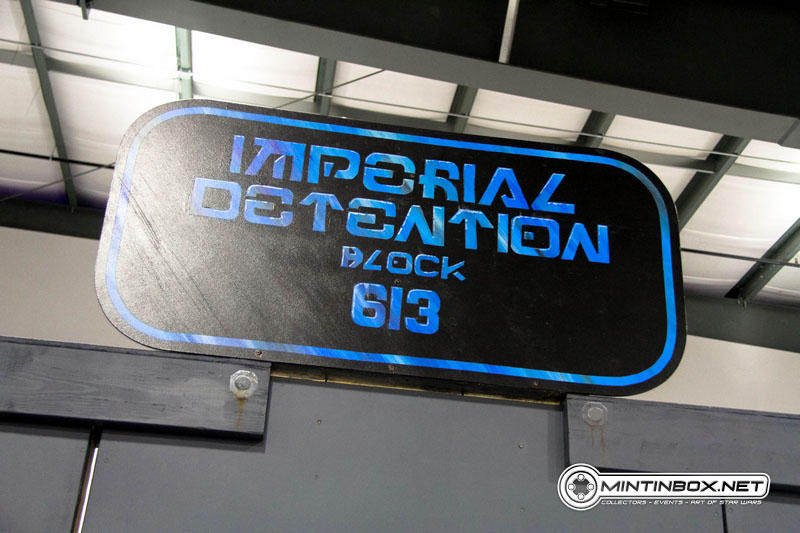 IMPERIAL
DETENTION
BLOCK
613
MINTINBOX.NET
COLLECTORS - EVENTS - ART OF STAR WARS